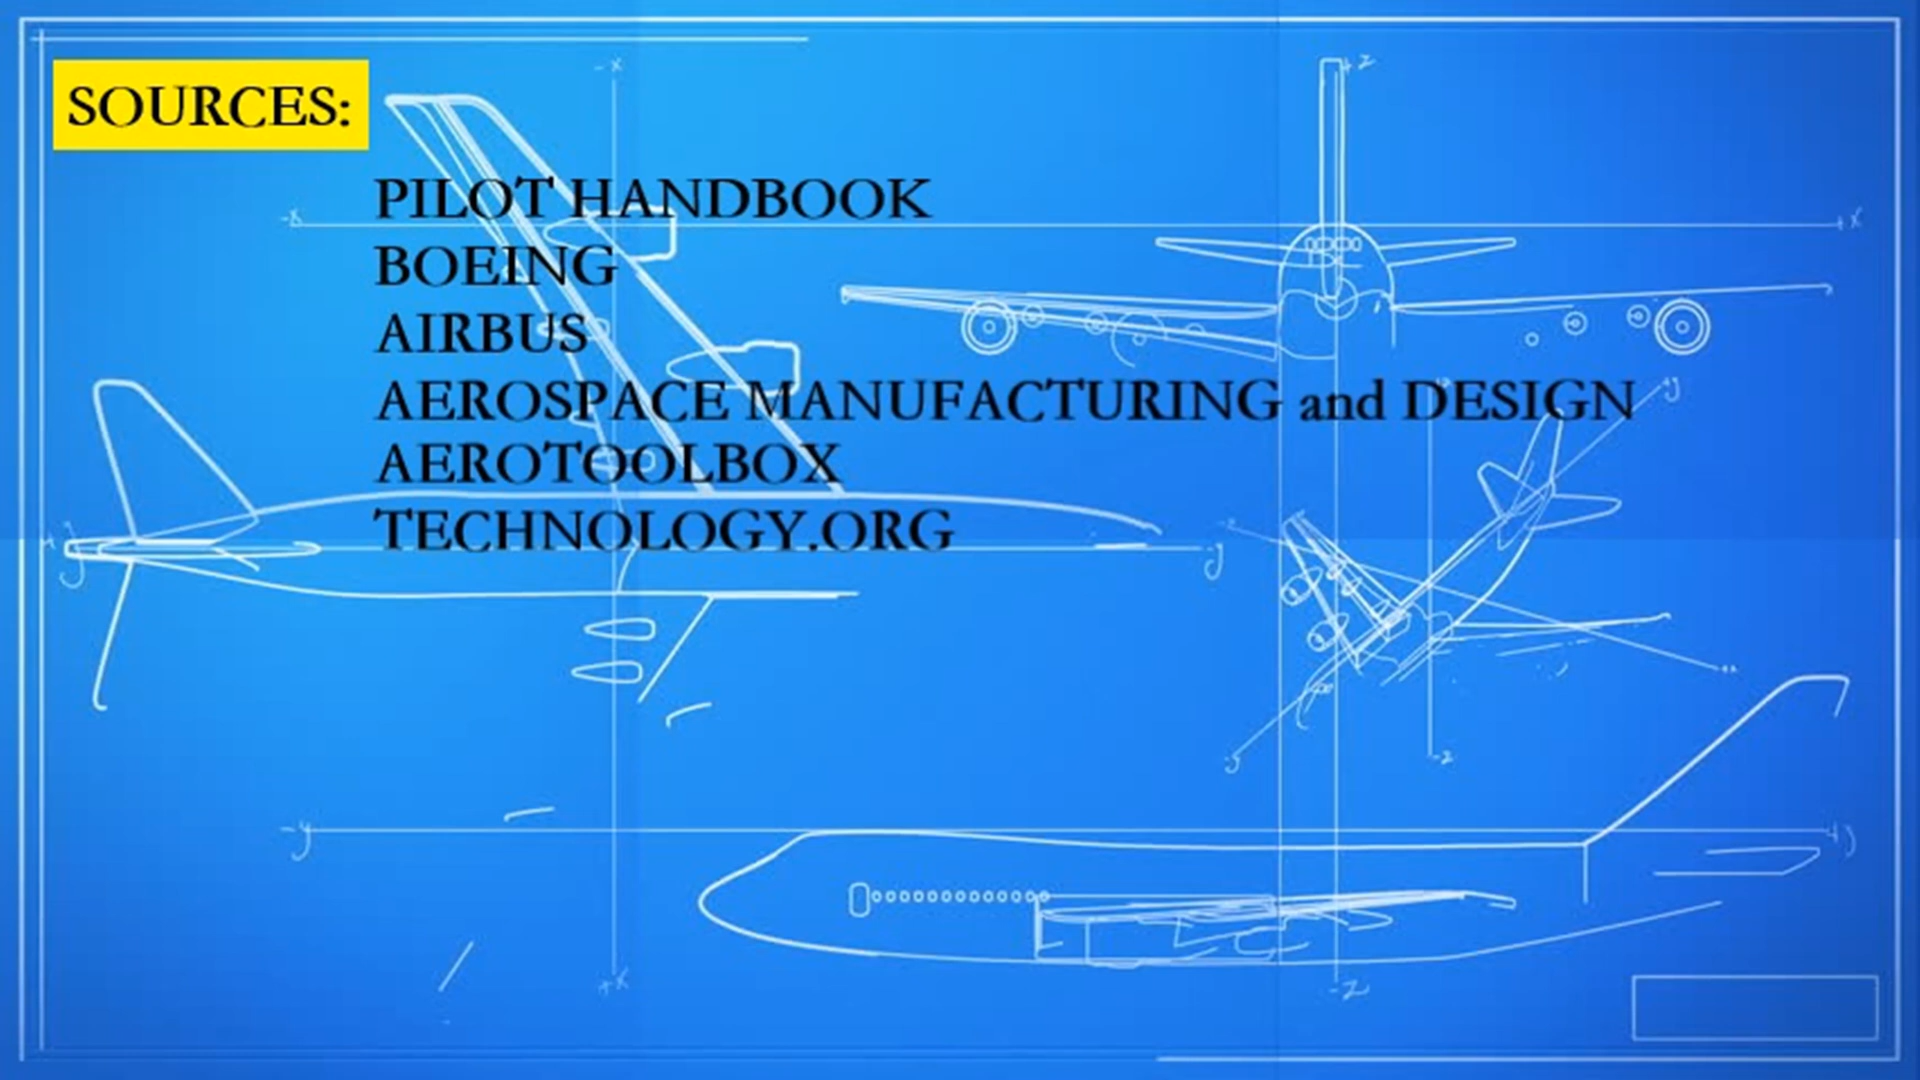 SOURCES:
PILOT HANDBOOK
BOEING
AIRBUS
AEROSPACE MANUFACTURING and DESIGN
AEROTOOLBOX
TECHNOLOGY.ORG
-x
+z
-x
+x
+y
-y
-y
-z
-y
+x
-z